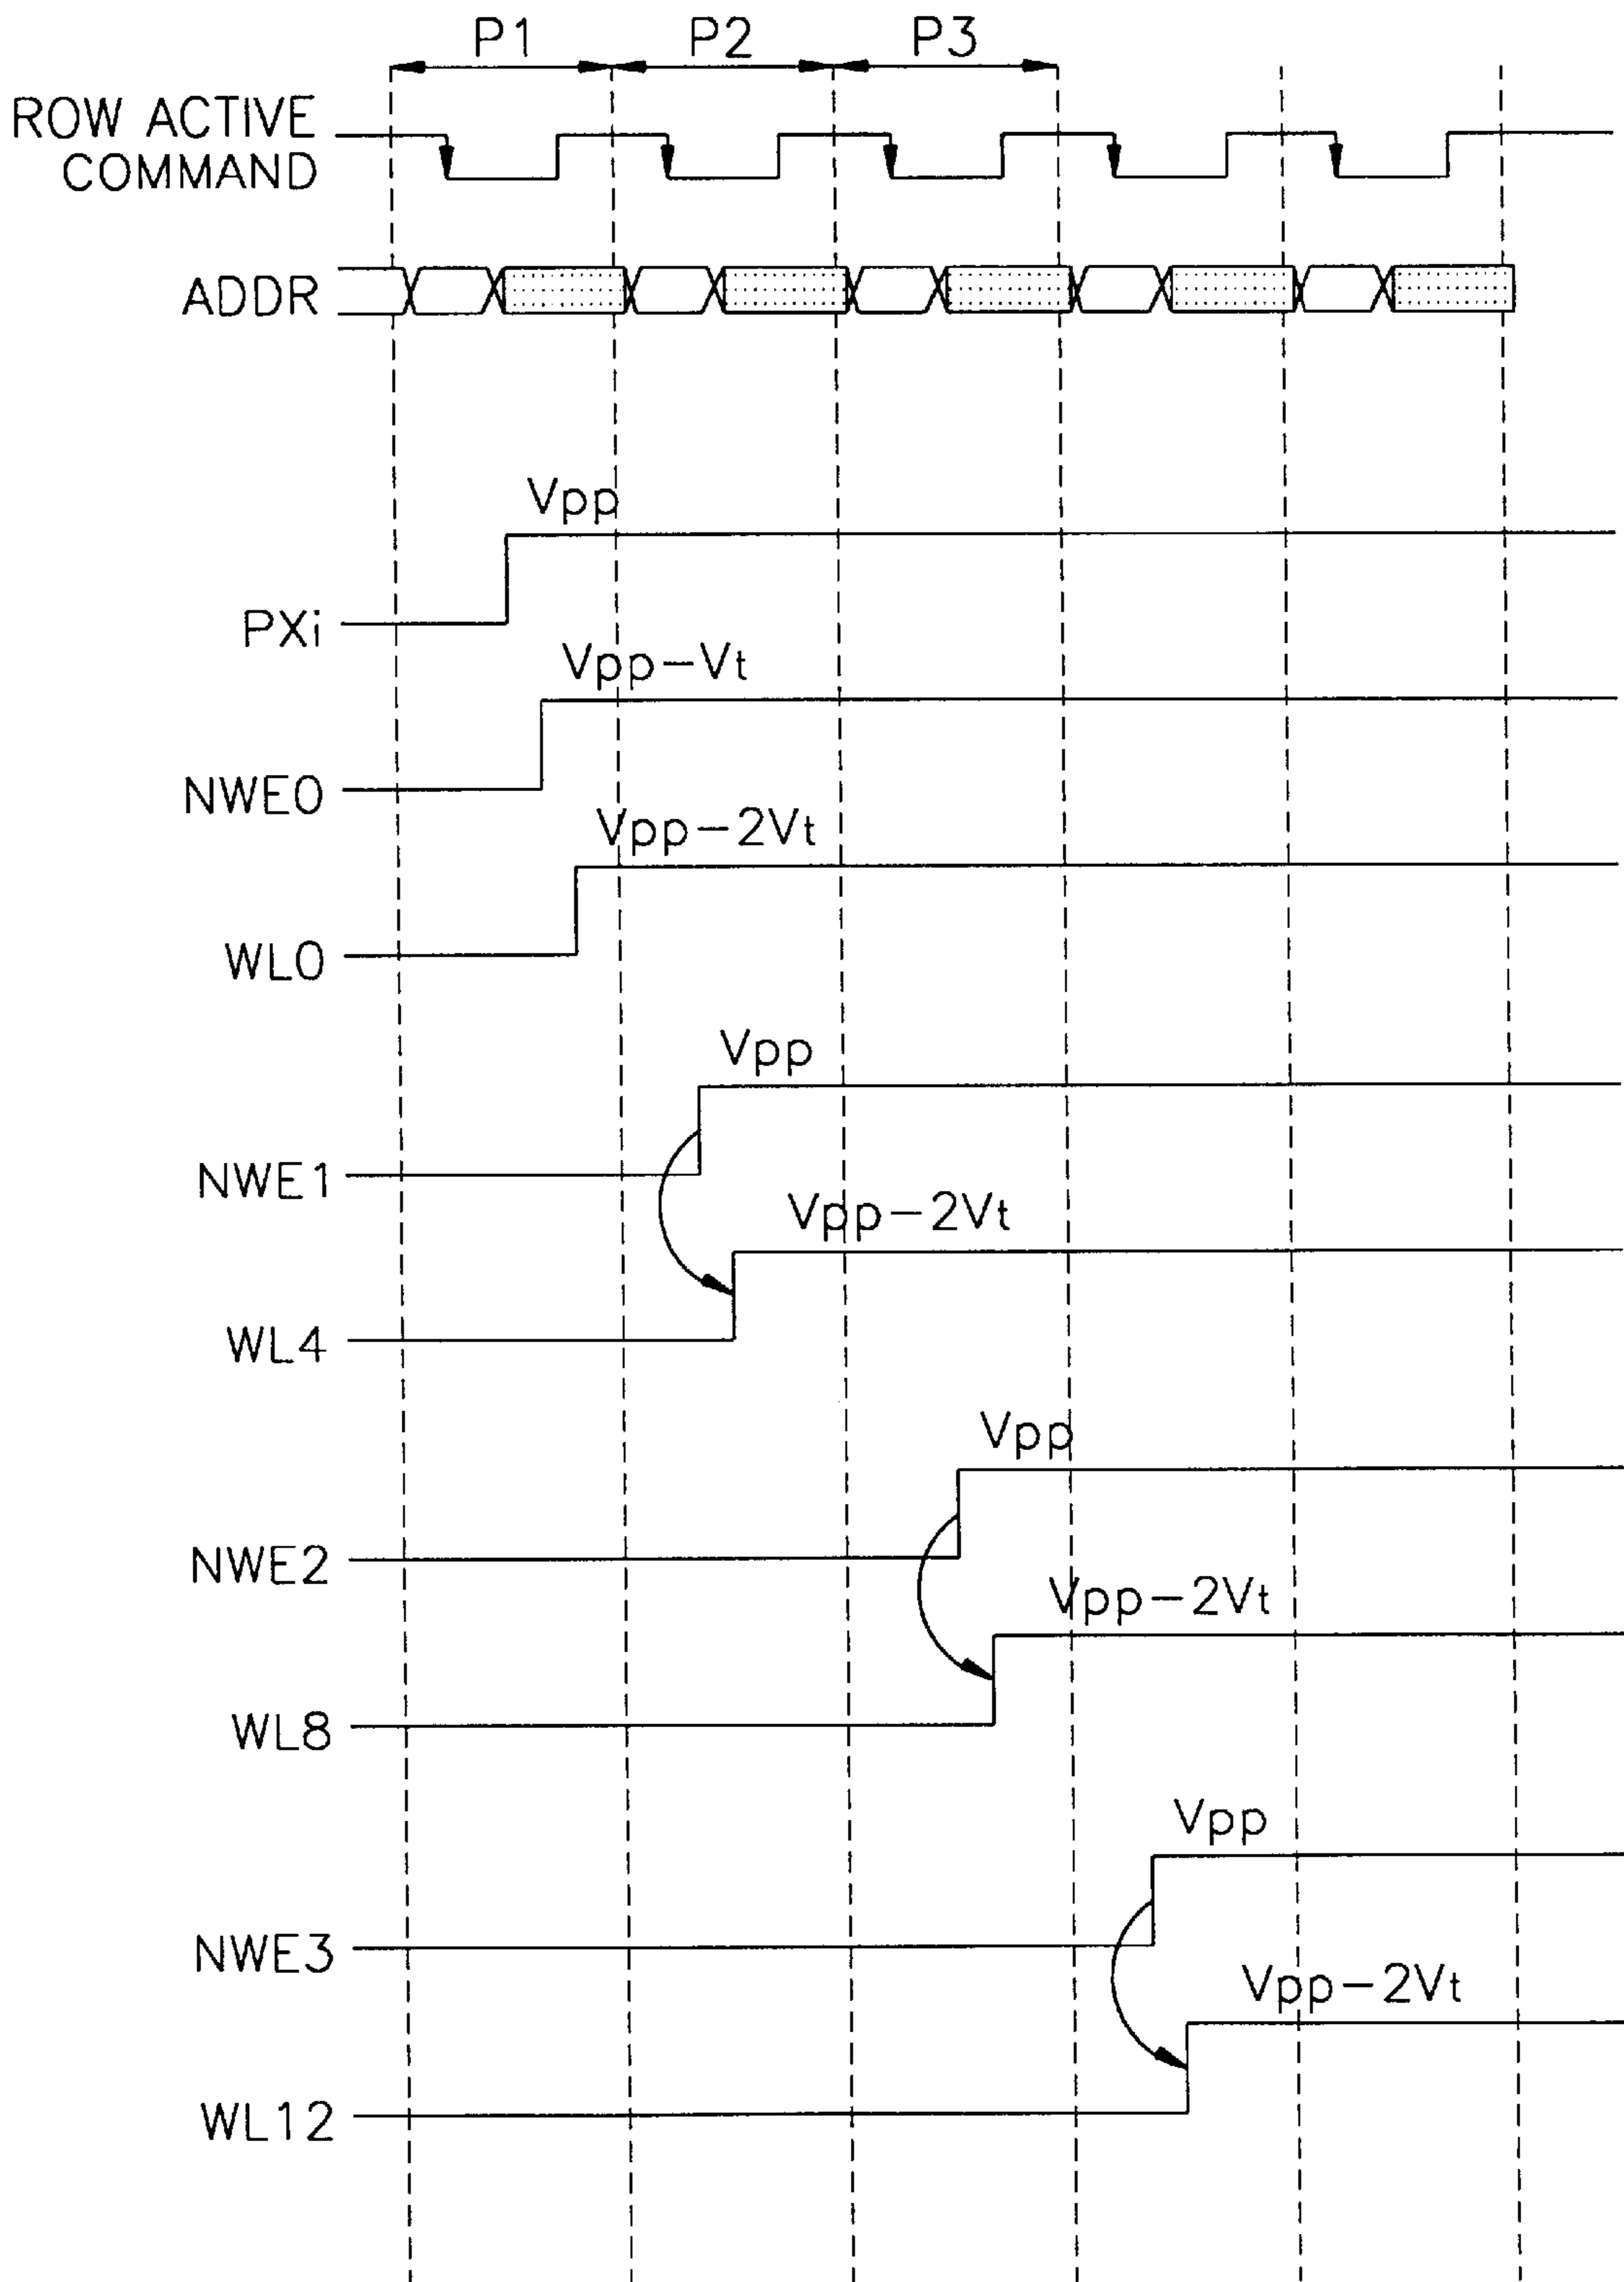 P1 P2 P3
ROW ACTIVE
COMMAND
ADDR
Vpp
PXi
Vpp-Vt
NWE0
Vpp-2Vt
WL0
Vpp
NWE1
Vpp-2Vt
WL4
Vpp
NWE2
Vpp-2Vt
WL8
Vpp
NWE3
Vpp-2Vt
WL12